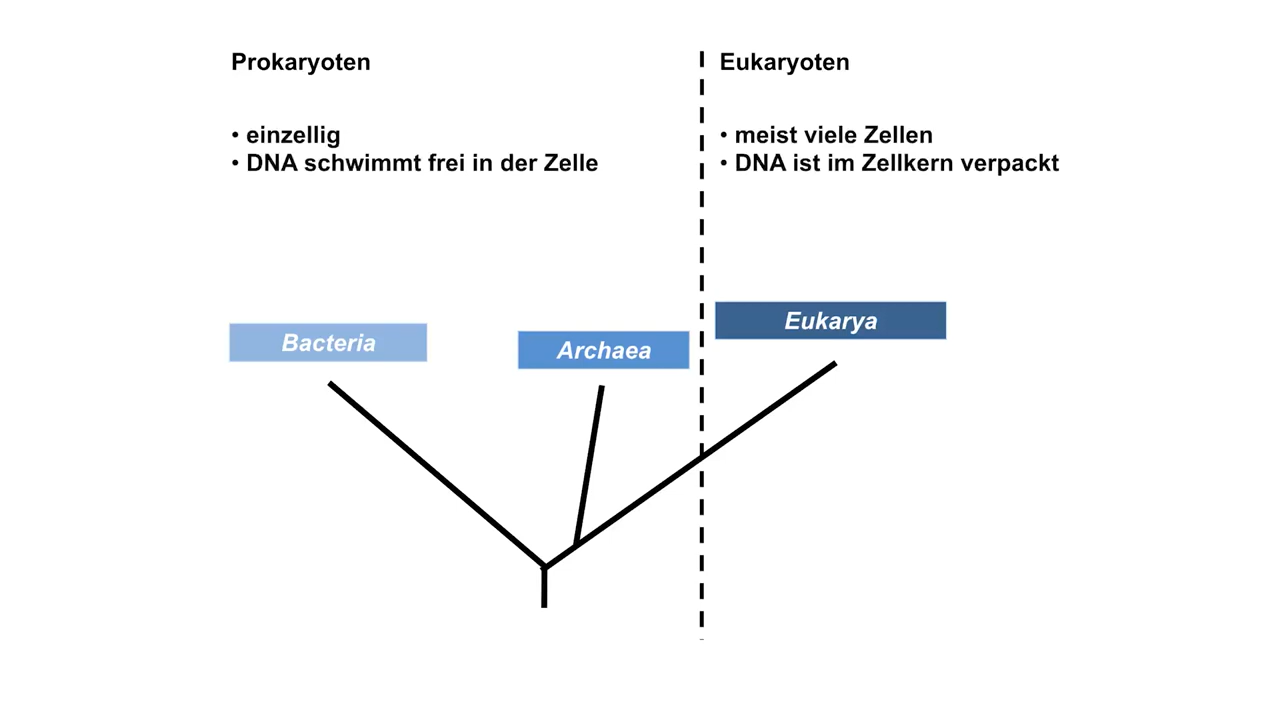 Prokaryoten
• einzellig
• DNA schwimmt frei in der Zelle
Eukaryoten
• meist viele Zellen
• DNA ist im Zellkern verpackt
Bacteria
Archaea
Eukarya